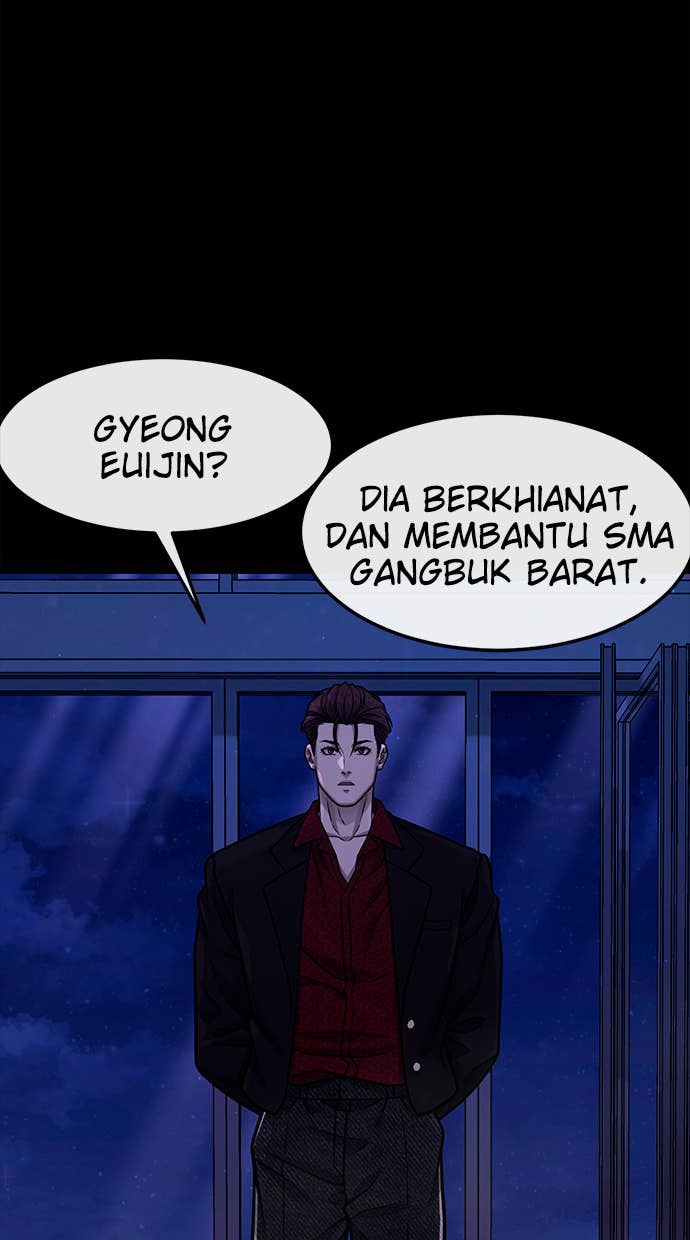 GYEONG
EUIJIN?
DIA BERKHIANAT,
DAN MEMBANTU SMA
GANGBUK BARAT.